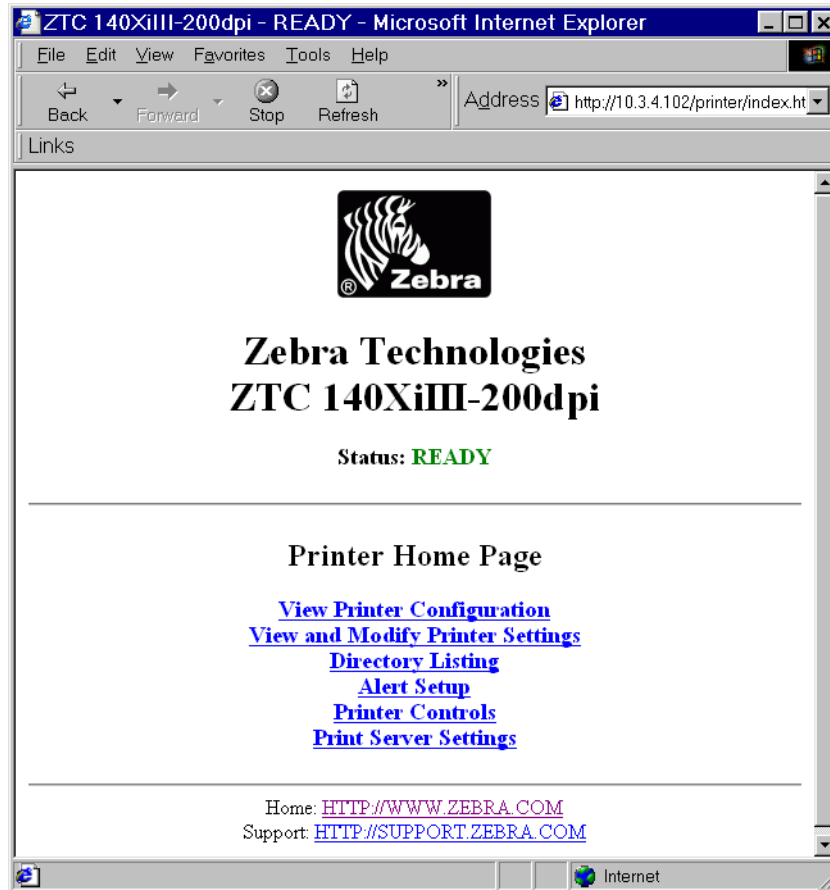 ZTC 140XiIII-200dpi - READY - Microsoft Internet Explorer
File Edit View Favorites Tools Help
Back Forward Stop Refresh » Address http://10.3.4.102/printer/index.ht
Links
® Zebra
Zebra Technologies
ZTC 140XiIII-200dpi
Status: READY
Printer Home Page
View Printer Configuration
View and Modify Printer Settings
Directory Listing
Alert Setup
Printer Controls
Print Server Settings
Home: HTTP://WWW.ZEBRA.COM
Support: HTTP://SUPPORT.ZEBRA.COM
Internet